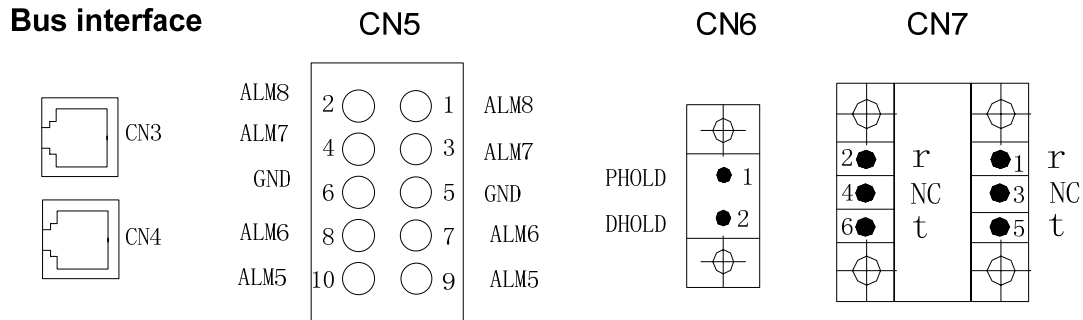 Bus interface CN5 CN6 CN7
ALM8 2 1 ALM8
CN3 ALM7 4 3 ALM7
GND 6 5 GND
CN4 ALM6 8 7 ALM6
ALM5 10 9 ALM5
PHOLD 1
DHOLD 2
2 r 1 r
4 NC 3 NC
6 t 5 t